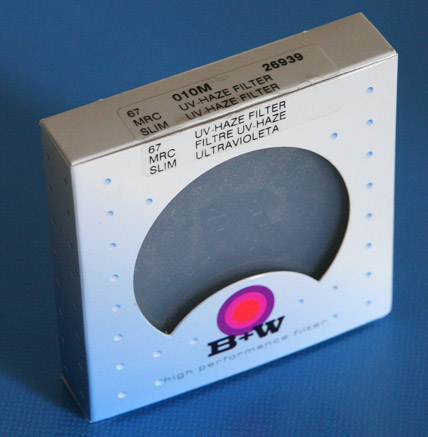 67 010M 26939
MRC UV-HAZE FILTER
SLIM UV-HAZE FILTER
67 UV-HAZE FILTER
MRC FILTRE UV-HAZE
SLIM ULTRAVIOLETA
B+W
high performance filter